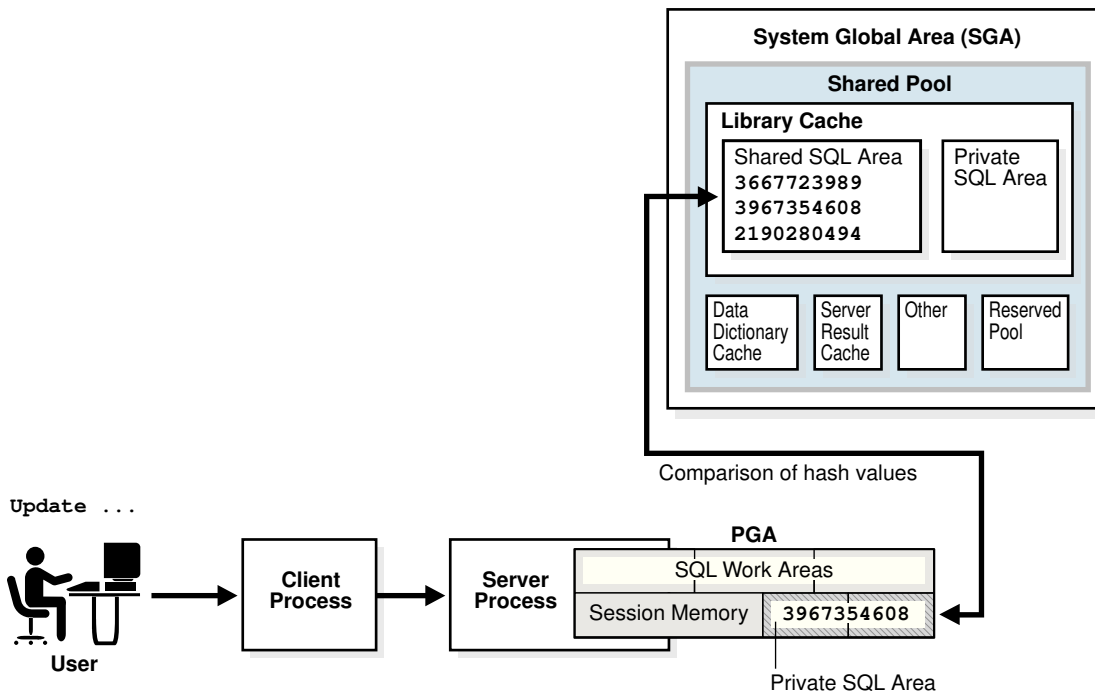 System Global Area (SGA)
Shared Pool
Library Cache
Shared SQL Area
3667723989
3967354608
2190280494
Private
SQL Area
Data
Dictionary
Cache
Server
Result
Cache
Other
Reserved
Pool
Comparison of hash values
Update ...
User
Client
Process
Server
Process
PGA
SQL Work Areas
Session Memory
3967354608
Private SQL Area